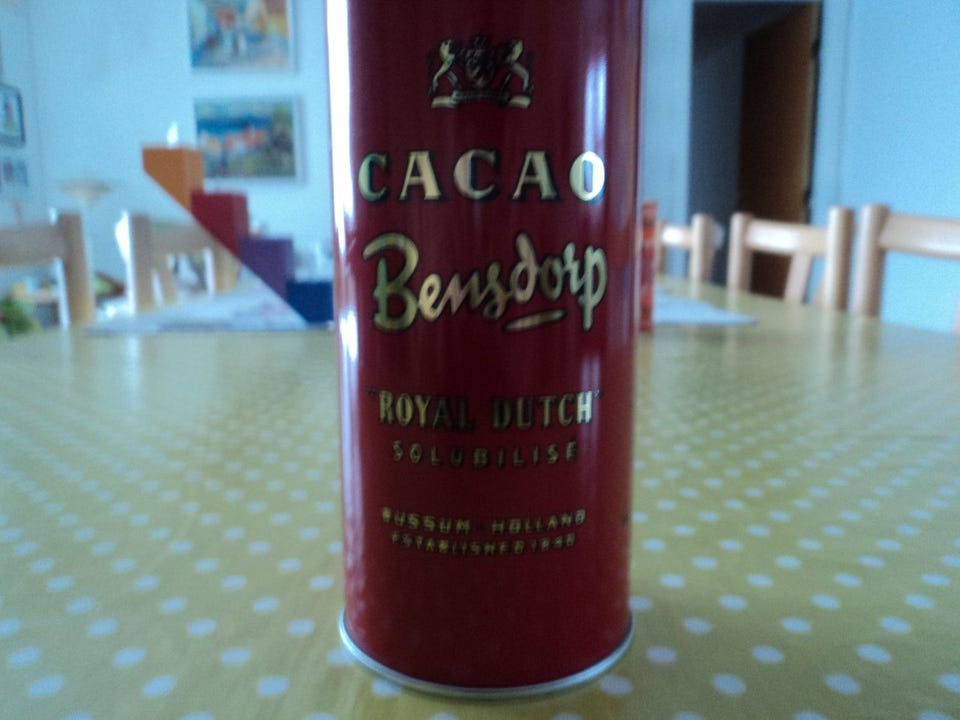 CACAO
Bensdorp
"ROYAL DUTCH"
SOLUBILISE
BUSSUM - HOLLAND
ESTABLISHED 1840